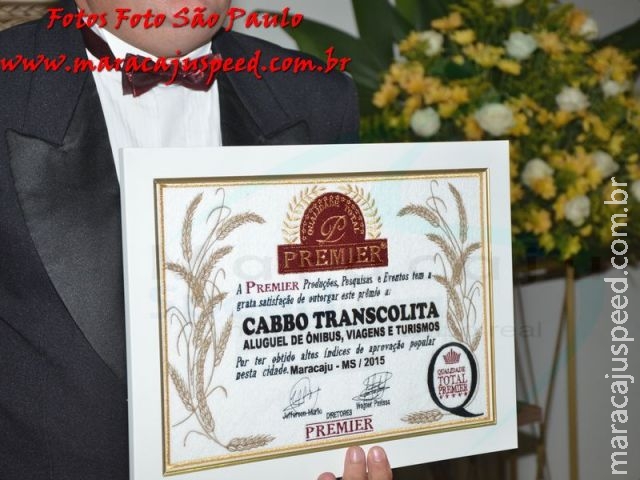 Fotos Foto São Paulo
www.maracajuspeed.com.br
QUALIDADE TOTAL
P
PREMIER
A PREMIER Produções, Pesquisas e Eventos tem a
grata satisfação de outorgar este prêmio a:
CABBO TRANSCOLITA
ALUGUEL DE ÔNIBUS, VIAGENS E TURISMOS
Por ter obtido altos índices de aprovação popular
nesta cidade. Maracaju - MS / 2015
QUALIDADE
TOTAL
PREMIER
DIRETORES
PREMIER
maracajuspeed.com.br